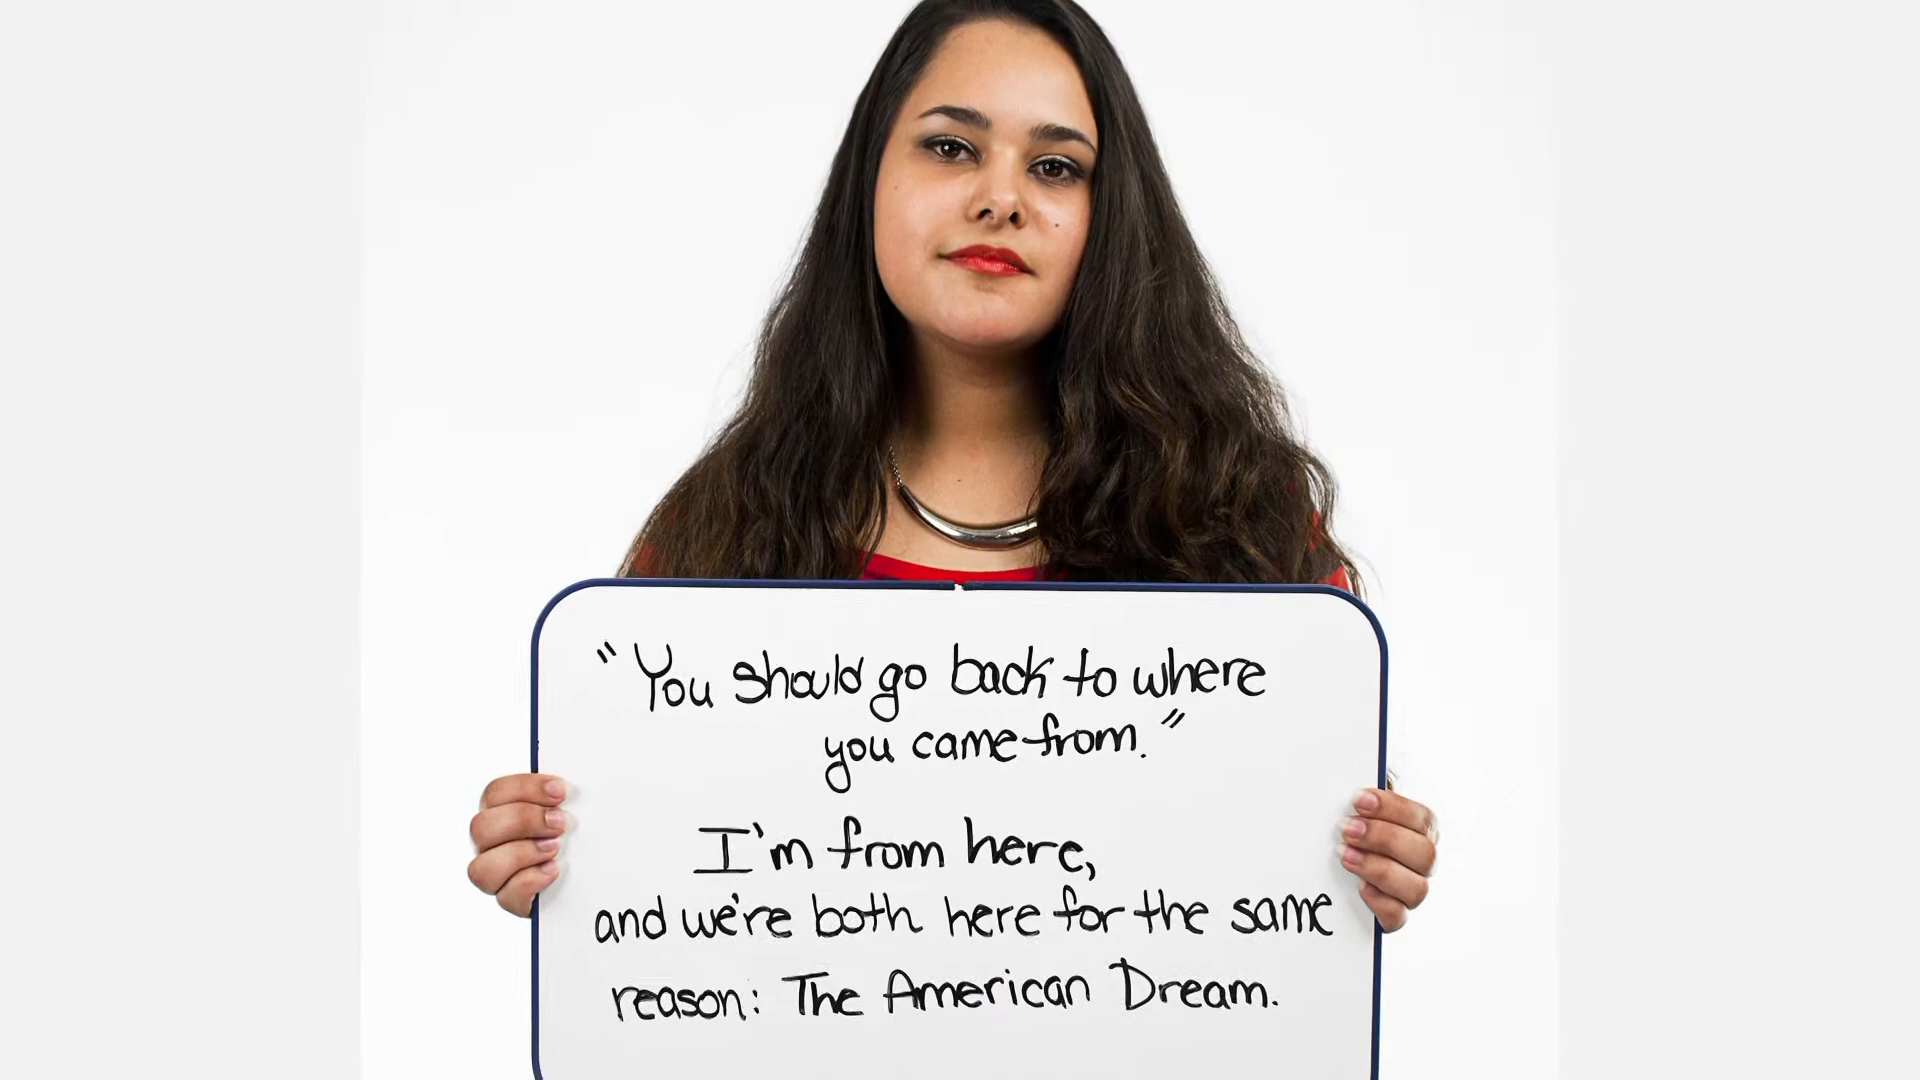 "You should go back to where
you came from."
I'm from here,
and we're both here for the same
reason: The American Dream.